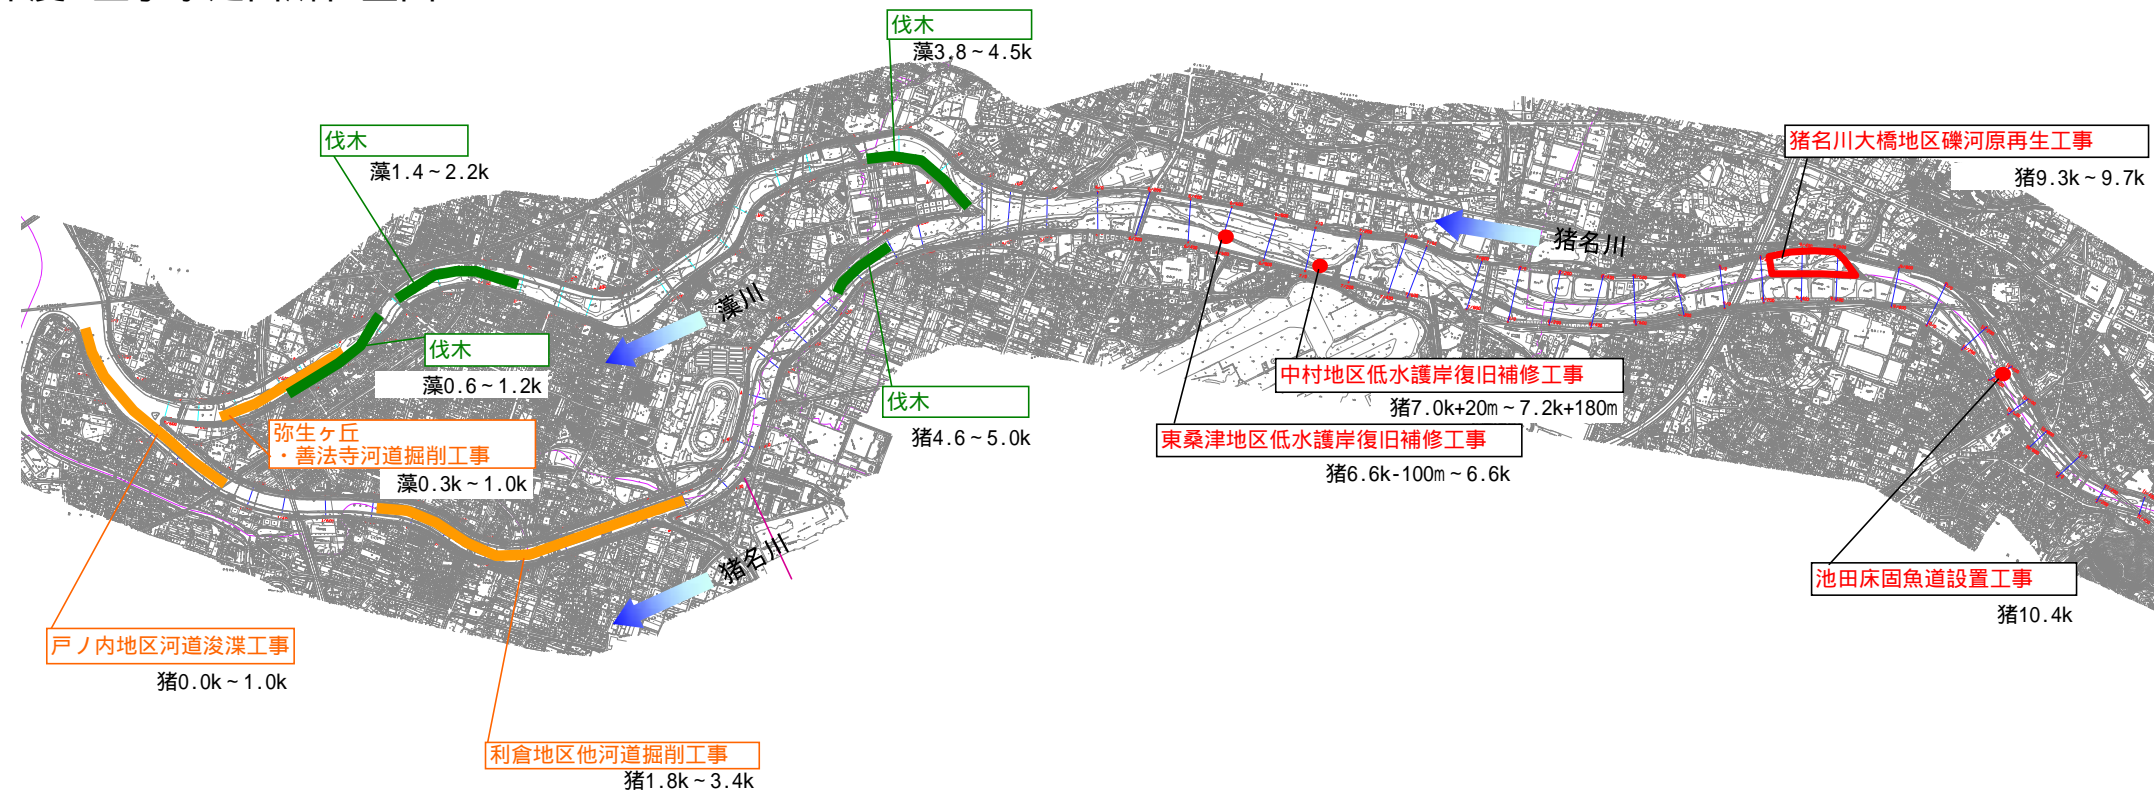 伐木
藻3.8～4.5k
伐木
藻1.4～2.2k
猪名川大橋地区礫河原再生工事
猪9.3k～9.7k
猪名川
藻川
伐木
藻0.6～1.2k
中村地区低水護岸復旧補修工事
猪7.0k+20m～7.2k+180m
伐木
猪4.6～5.0k
東桑津地区低水護岸復旧補修工事
猪6.6k-100m～6.6k
弥生ヶ丘
・善法寺河道掘削工事
藻0.3k～1.0k
猪名川
池田床固魚道設置工事
猪10.4k
戸ノ内地区河道浚渫工事
猪0.0k～1.0k
利倉地区他河道掘削工事
猪1.8k～3.4k